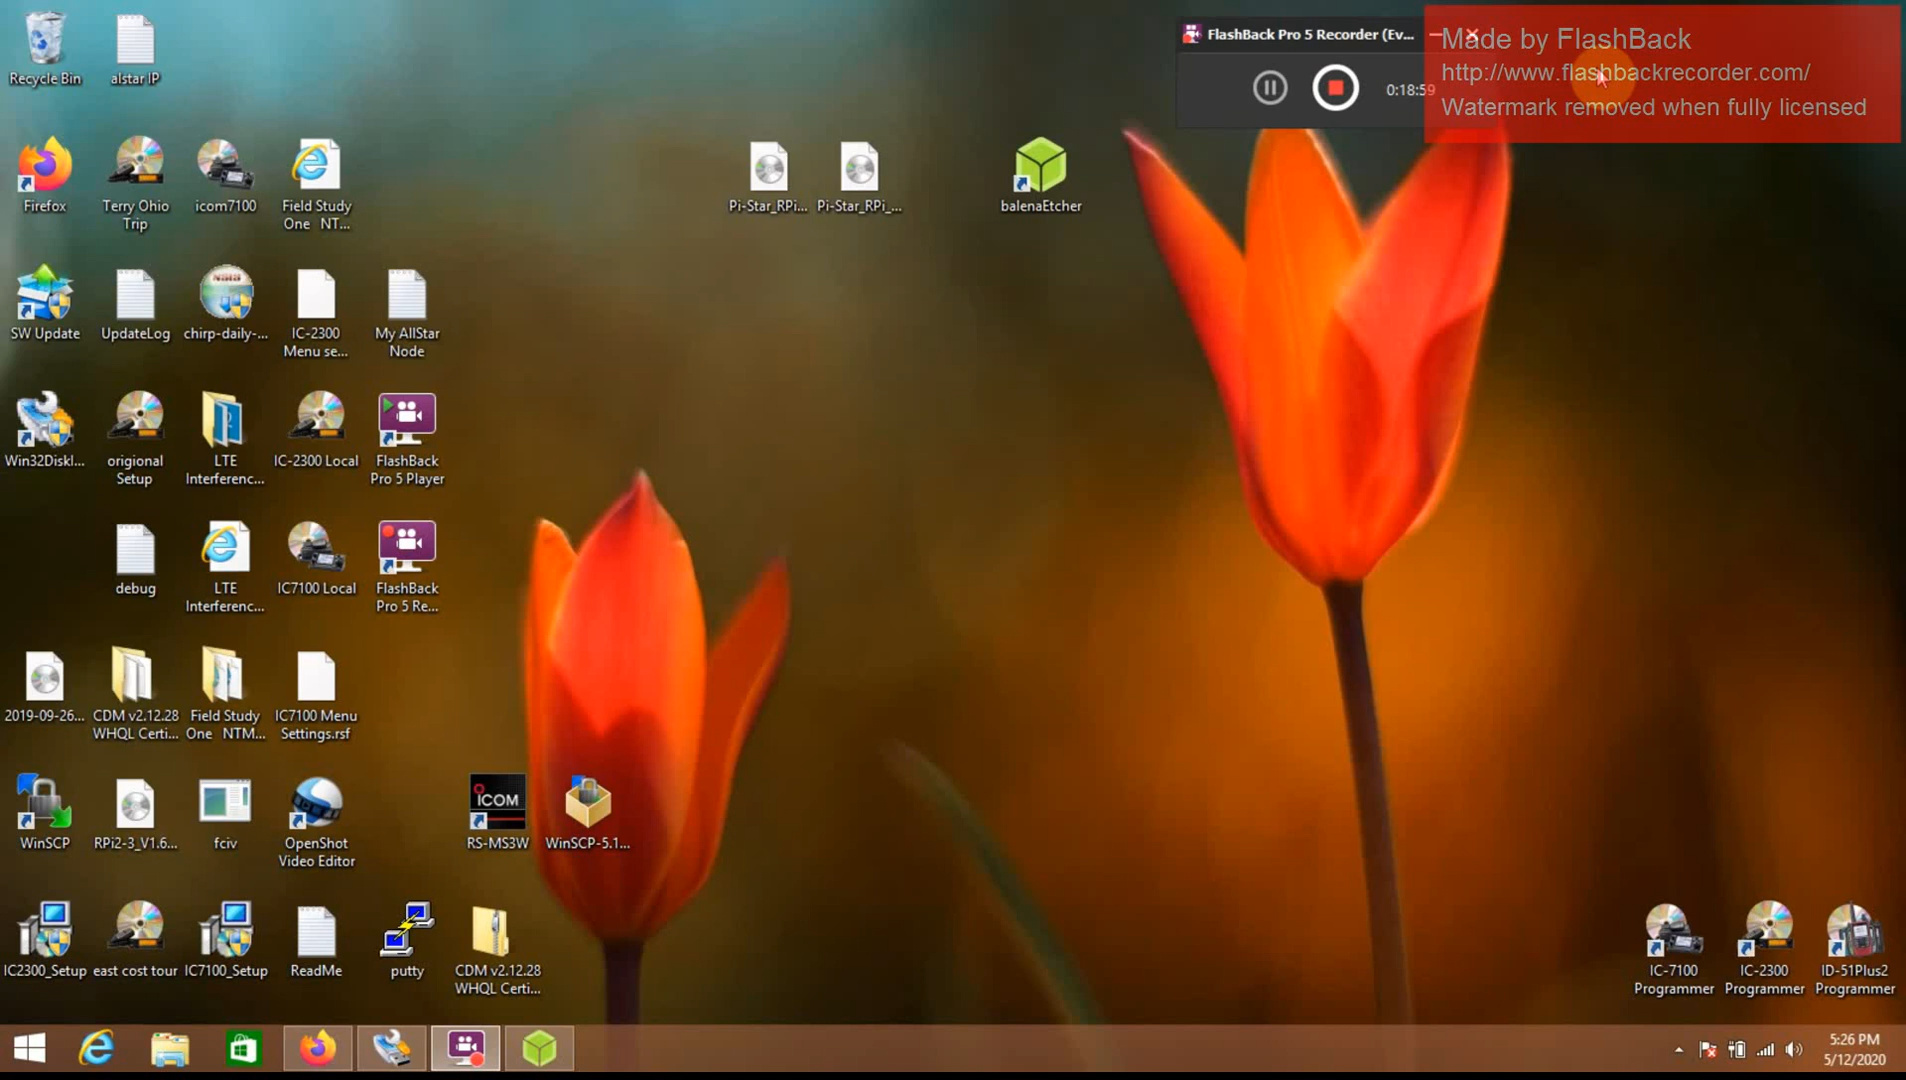 Recycle Bin
alstar IP
FlashBack Pro 5 Recorder (Ev...
0:18:59
Made by FlashBack
http://www.flashbackrecorder.com/
Watermark removed when fully licensed
Firefox
Terry Ohio
Trip
icom7100
Field Study
One NT...
Pi-Star_RPi...
Pi-Star_RPi_...
balenaEtcher
SW Update
UpdateLog
chirp-daily-...
IC-2300
Menu se...
My AllStar
Node
Win32DiskI...
origional
Setup
LTE
Interferenc...
IC-2300 Local
FlashBack
Pro 5 Player
debug
LTE
Interferenc...
IC7100 Local
FlashBack
Pro 5 Re...
2019-09-26...
CDM v2.12.28
WHQL Certi...
Field Study
One NTM...
IC7100 Menu
Settings.rsf
WinSCP
RPi2-3_V1.6...
fciv
OpenShot
Video Editor
ICOM
RS-MS3W
WinSCP-5.1...
IC2300_Setup
east cost tour
IC7100_Setup
ReadMe
putty
CDM v2.12.28
WHQL Certi...
IC-7100
Programmer
IC-2300
Programmer
ID-51Plus2
Programmer
5:26 PM
5/12/2020